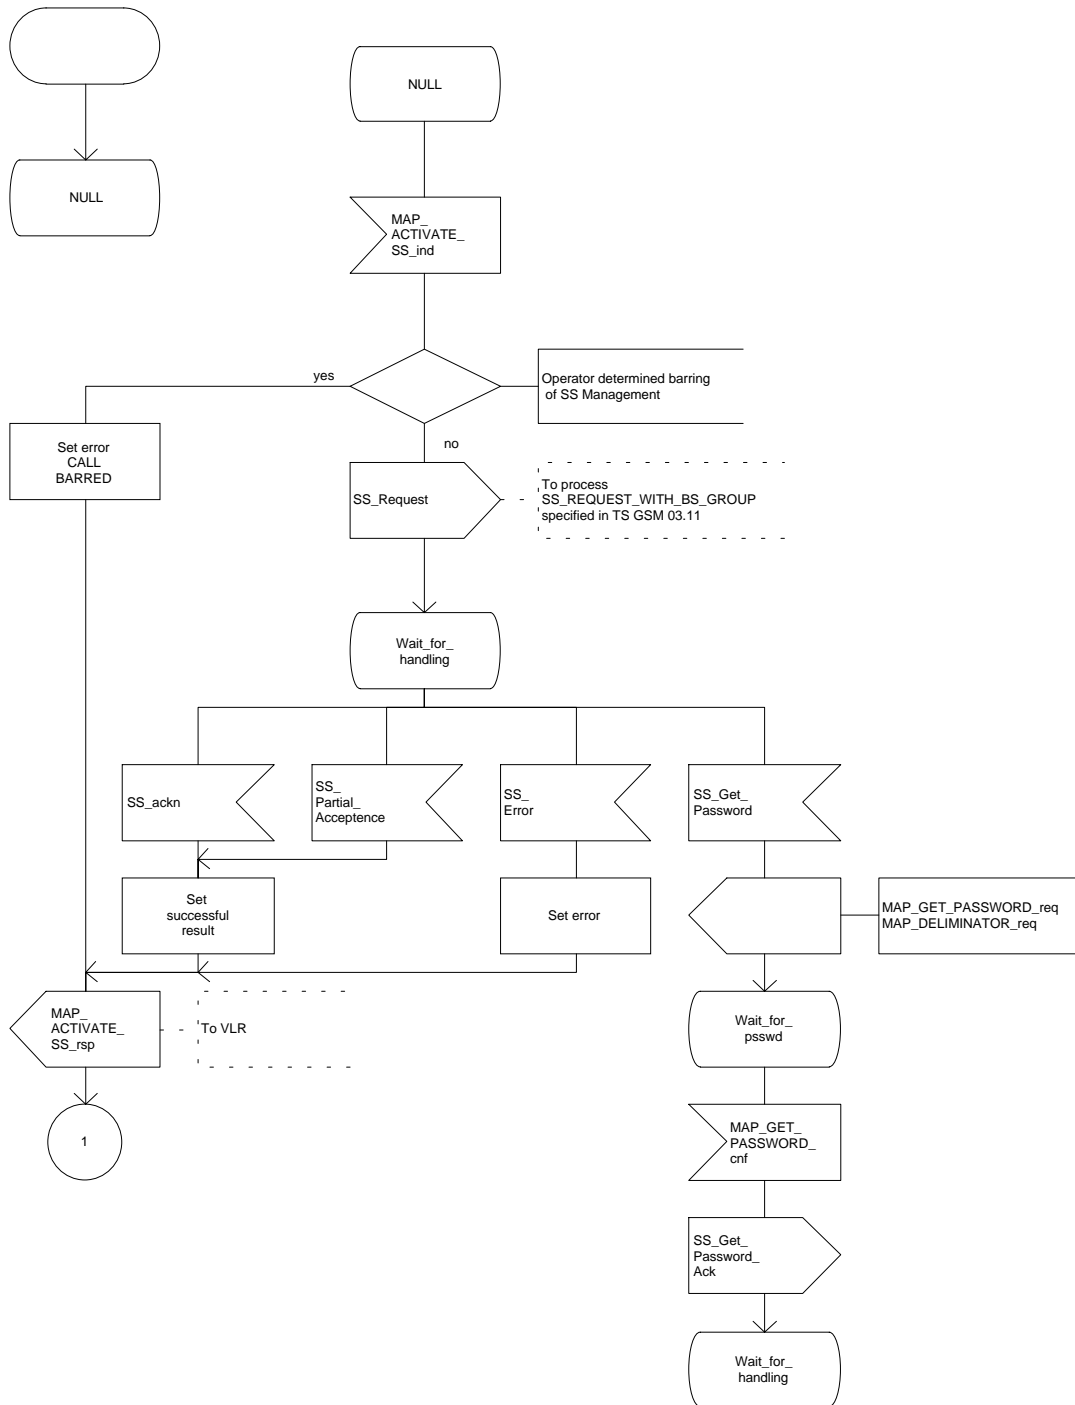 NULL
NULL
MAP_
ACTIVATE_
SS_ind
yes
Operator determined barring
of SS Management
Set error
CALL
BARRED
no
SS_Request
To process
SS_REQUEST_WITH_BS_GROUP
specified in TS GSM 03.11
Wait_for_
handling
SS_ackn
SS_
Partial_
Acceptence
SS_
Error
SS_Get_
Password
Set
successful
result
Set error
MAP_GET_PASSWORD_req
MAP_DELIMINATOR_req
MAP_
ACTIVATE_
SS_rsp
To VLR
Wait_for_
psswd
1
MAP_GET_
PASSWORD_
cnf
SS_Get_
Password_
Ack
Wait_for_
handling